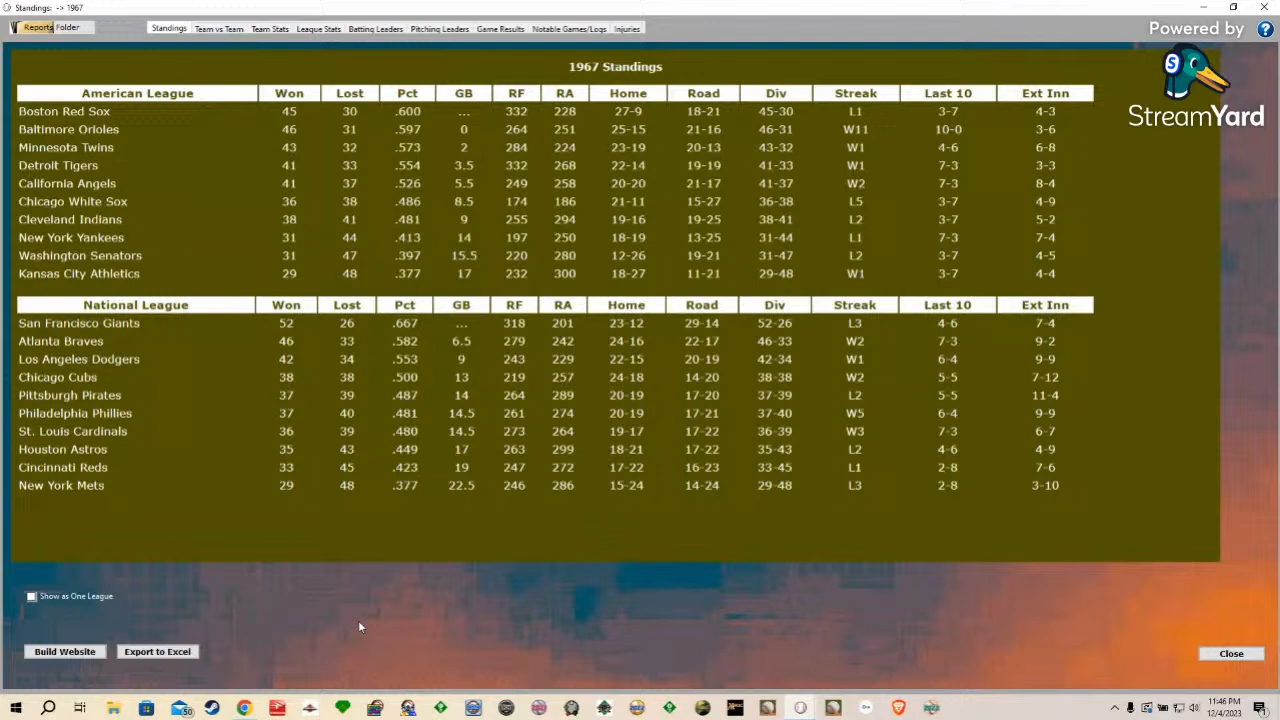 Standings: -> 1967
Reports Folder Standings Team vs Team Team Stats League Stats Batting Leaders Pitching Leaders Game Results Notable Games/Logs Injuries
Powered by ?
S
StreamYard
1967 Standings
American League Won Lost Pct GB RF RA Home Road Div Streak Last 10 Ext Inn
Boston Red Sox 45 30 .600 ... 332 228 27-9 18-21 45-30 L1 3-7 4-3
Baltimore Orioles 46 31 .597 0 264 251 25-15 21-16 46-31 W11 10-0 3-6
Minnesota Twins 43 32 .573 2 284 224 23-19 20-13 43-32 W1 4-6 6-8
Detroit Tigers 41 33 .554 3.5 332 268 22-14 19-19 41-33 W1 7-3 3-3
California Angels 41 37 .526 5.5 249 258 20-20 21-17 41-37 W2 7-3 8-4
Chicago White Sox 36 38 .486 8.5 174 186 21-11 15-27 36-38 L5 3-7 4-9
Cleveland Indians 38 41 .481 9 255 294 19-16 19-25 38-41 L2 3-7 5-2
New York Yankees 31 44 .413 14 197 250 18-19 13-25 31-44 L1 7-3 7-4
Washington Senators 31 47 .397 15.5 220 280 12-26 19-21 31-47 L2 3-7 4-5
Kansas City Athletics 29 48 .377 17 232 300 18-27 11-21 29-48 W1 3-7 4-4
National League Won Lost Pct GB RF RA Home Road Div Streak Last 10 Ext Inn
San Francisco Giants 52 26 .667 ... 318 201 23-12 29-14 52-26 L3 4-6 7-4
Atlanta Braves 46 33 .582 6.5 279 242 24-16 22-17 46-33 W2 7-3 9-2
Los Angeles Dodgers 42 34 .553 9 243 229 22-15 20-19 42-34 W1 6-4 9-9
Chicago Cubs 38 38 .500 13 219 257 24-18 14-20 38-38 W2 5-5 7-12
Pittsburgh Pirates 37 39 .487 14 264 289 20-19 17-20 37-39 L2 5-5 11-4
Philadelphia Phillies 37 40 .481 14.5 261 274 20-19 17-21 37-40 W5 6-4 9-9
St. Louis Cardinals 36 39 .480 14.5 273 264 19-17 17-22 36-39 W3 7-3 6-7
Houston Astros 35 43 .449 17 263 299 18-21 17-22 35-43 L2 4-6 4-9
Cincinnati Reds 33 45 .423 19 247 272 17-22 16-23 33-45 L1 2-8 7-6
New York Mets 29 48 .377 22.5 246 286 15-24 14-24 29-48 L3 2-8 3-10
Show as One League
Build Website Export to Excel Close
50
11:46 PM
12/4/2023